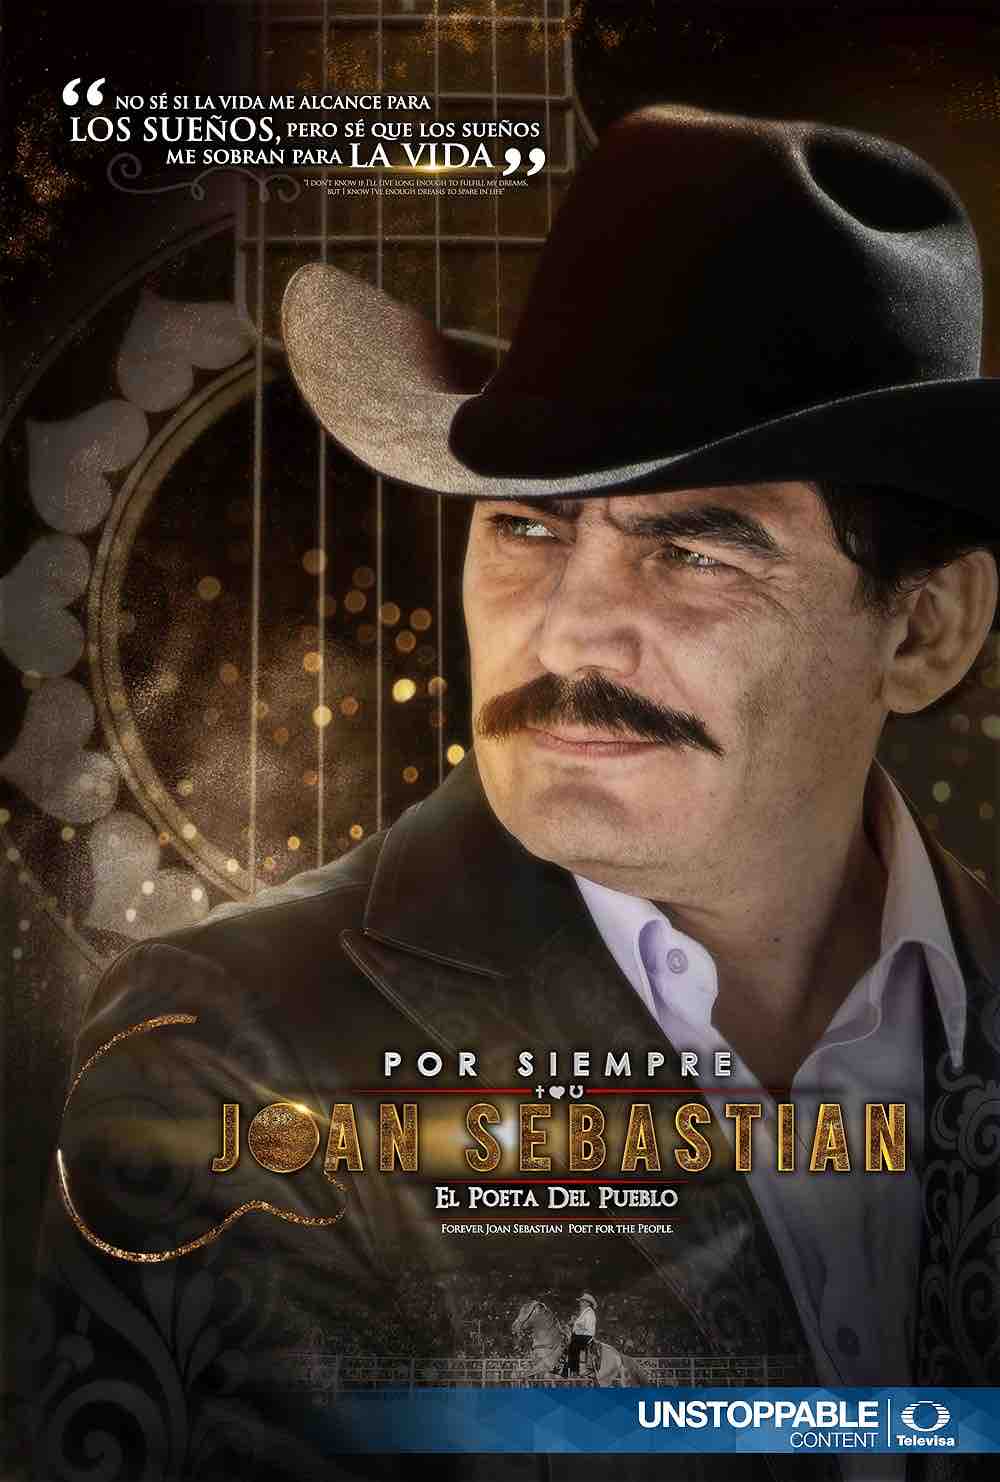 “ NO SÉ SI LA VIDA ME ALCANCE PARA
LOS SUEÑOS, PERO SÉ QUE LOS SUEÑOS
ME SOBRAN PARA LA VIDA ”
"I DON'T KNOW IF I'LL LIVE LONG ENOUGH TO FULFILL MY DREAMS,
BUT I KNOW I'VE ENOUGH DREAMS TO SPARE IN LIFE"
POR SIEMPRE
JOAN SEBASTIAN
EL POETA DEL PUEBLO
FOREVER JOAN SEBASTIAN POET FOR THE PEOPLE.
UNSTOPPABLE
CONTENT
Televisa